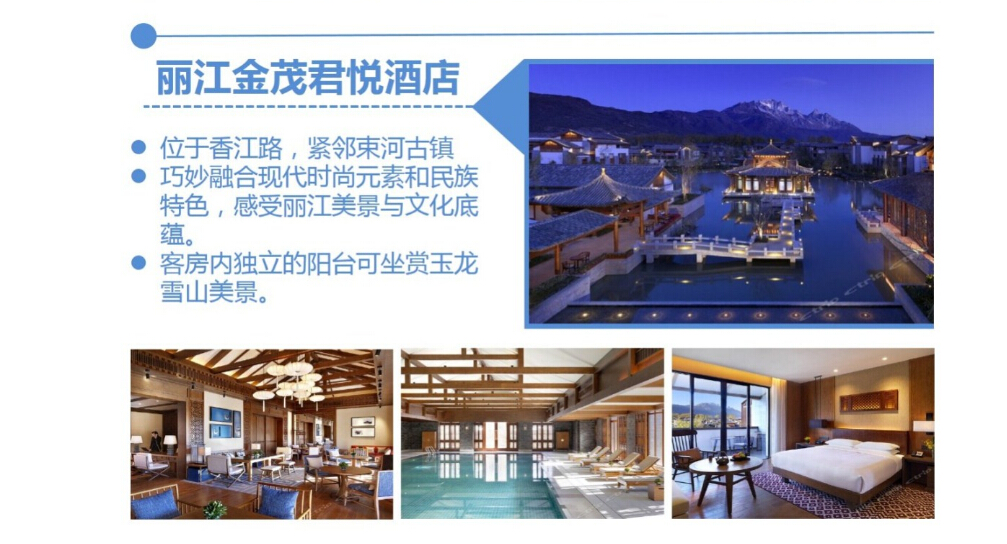 丽江金茂君悦酒店
位于香江路，紧邻束河古镇
巧妙融合现代时尚元素和民族
特色，感受丽江美景与文化底
蕴。
客房内独立的阳台可坐赏玉龙
雪山美景。